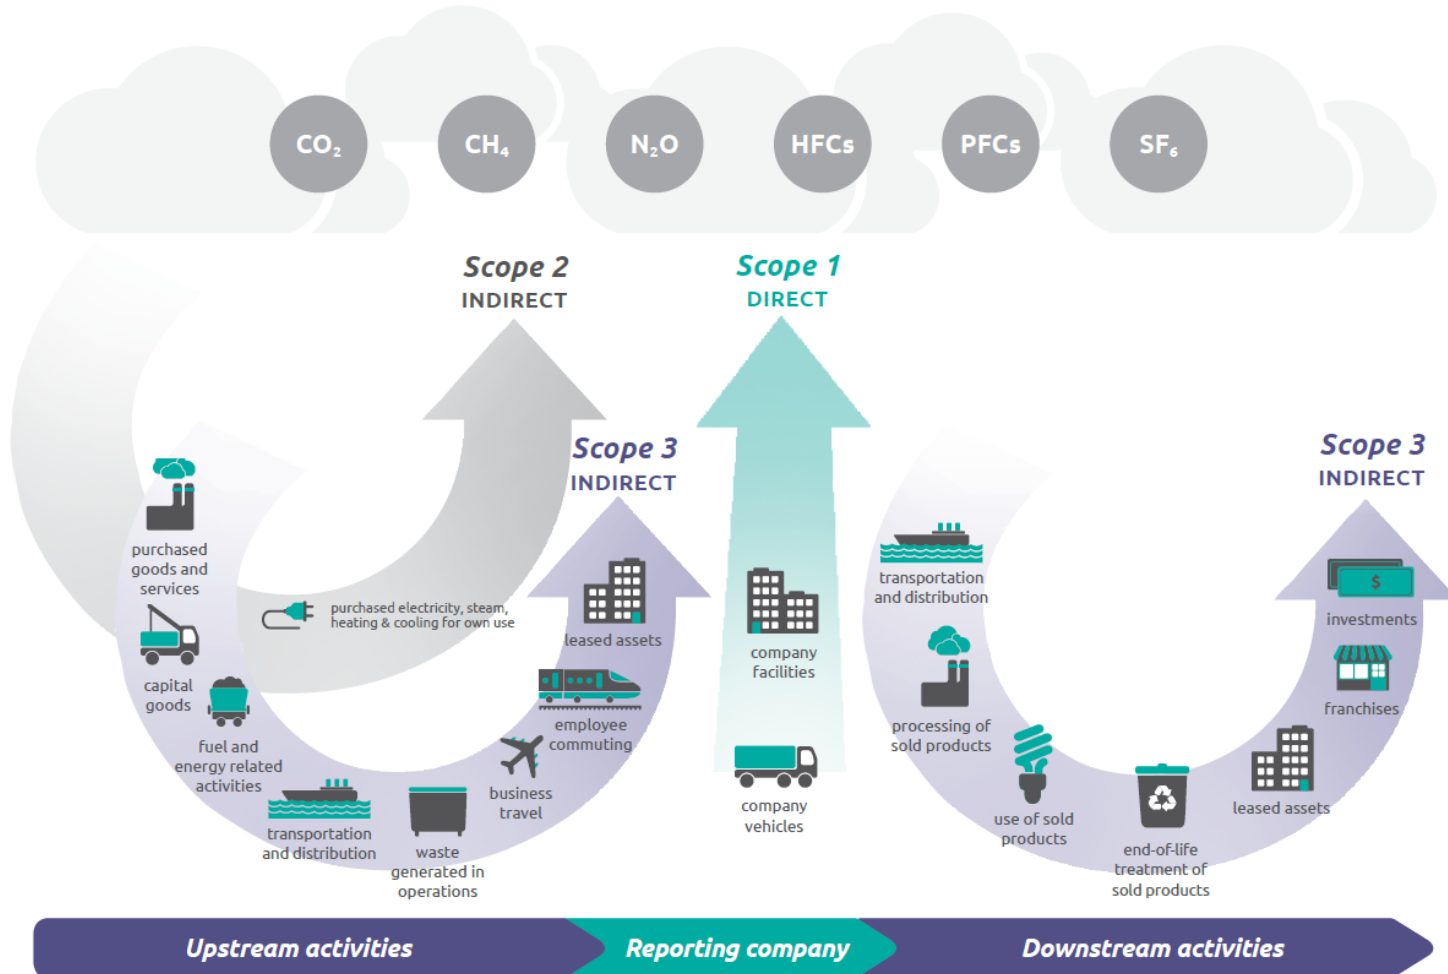 CO₂
CH₄
N₂O
HFCs
PFCs
SF₆
Scope 2
INDIRECT
Scope 1
DIRECT
Scope 3
INDIRECT
Scope 3
INDIRECT
purchased
goods and
services
capital
goods
fuel and
energy related
activities
transportation
and distribution
waste
generated in
operations
business
travel
employee
commuting
leased assets
purchased electricity, steam,
heating & cooling for own use
company
facilities
company
vehicles
transportation
and distribution
processing of
sold products
use of sold
products
end-of-life
treatment of
sold products
leased assets
franchises
$
investments
Upstream activities
Reporting company
Downstream activities